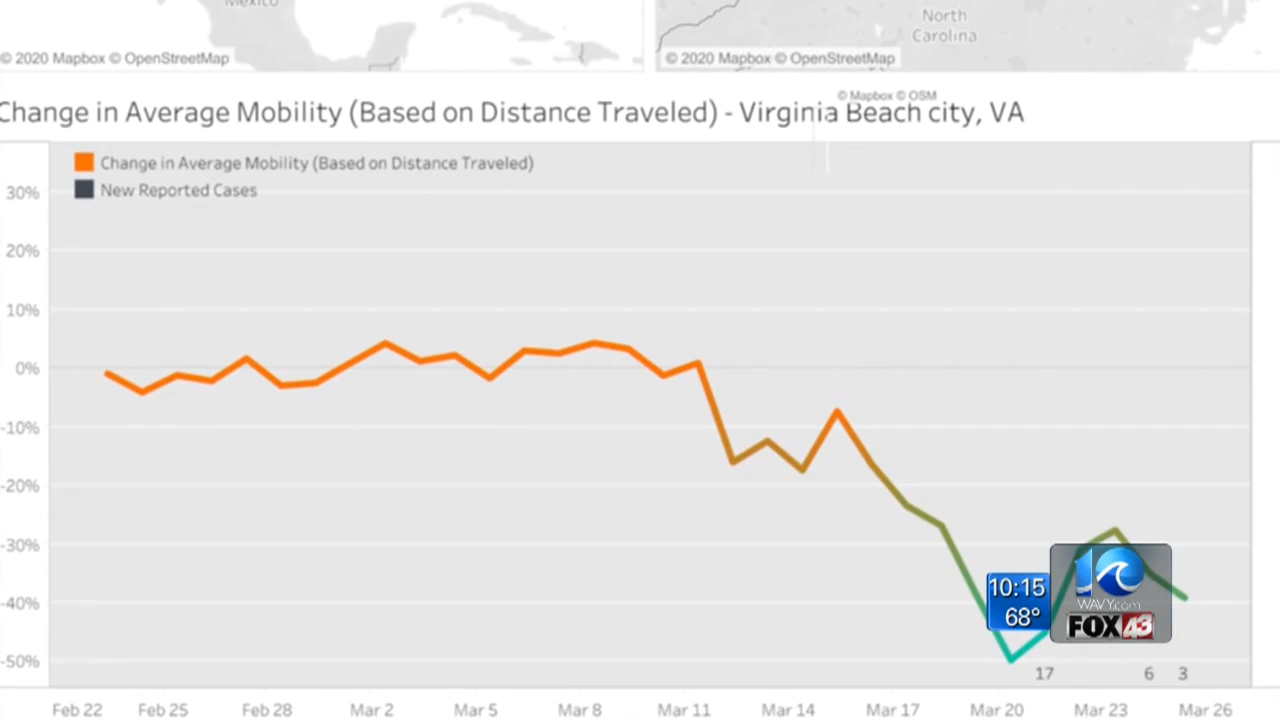 Mexico
North
Carolina
© 2020 Mapbox © OpenStreetMap
© 2020 Mapbox © OpenStreetMap
© Mapbox © OSM
Change in Average Mobility (Based on Distance Traveled) - Virginia Beach city, VA
Change in Average Mobility (Based on Distance Traveled)
New Reported Cases
30%
20%
10%
0%
-10%
-20%
-30%
-40%
-50%
10:15
68°
10
WAVY.com
FOX 43
17
6
3
Feb 22
Feb 25
Feb 28
Mar 2
Mar 5
Mar 8
Mar 11
Mar 14
Mar 17
Mar 20
Mar 23
Mar 26